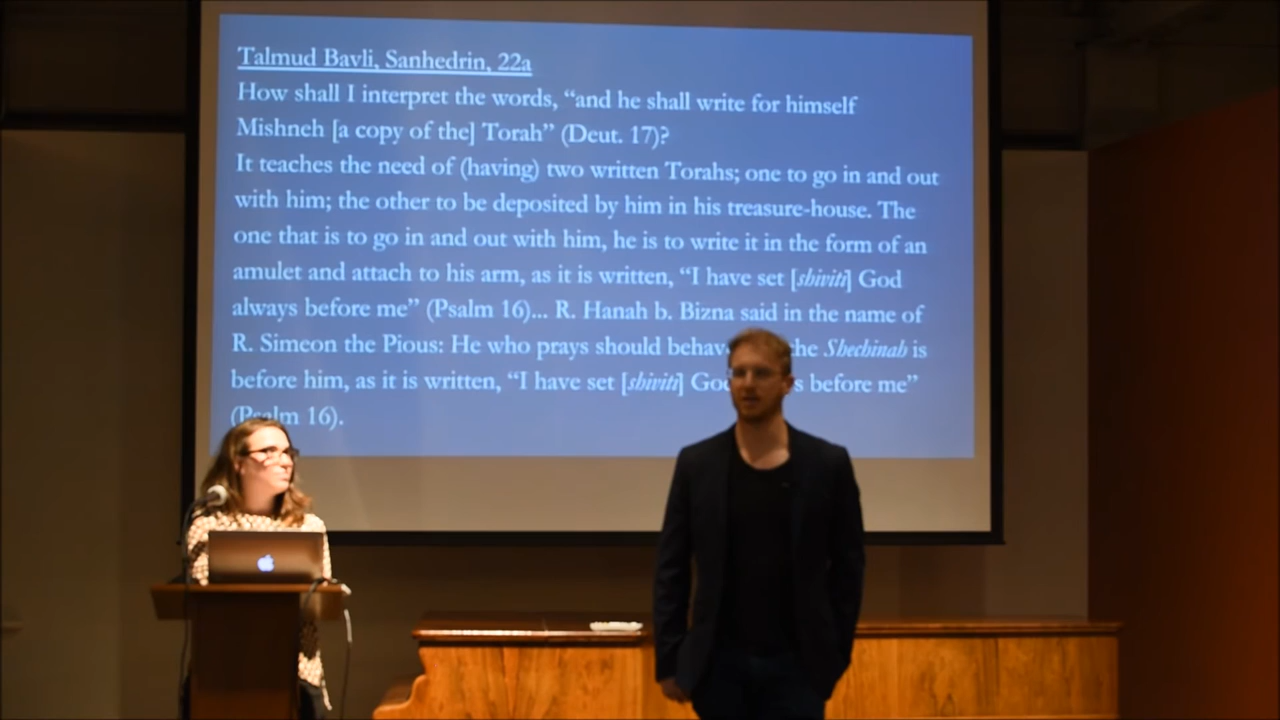 Talmud Bavli, Sanhedrin, 22a
How shall I interpret the words, “and he shall write for himself
Mishneh [a copy of the] Torah” (Deut. 17)?
It teaches the need of (having) two written Torahs; one to go in and out
with him; the other to be deposited by him in his treasure-house. The
one that is to go in and out with him, he is to write it in the form of an
amulet and attach to his arm, as it is written, “I have set [shiviti] God
always before me” (Psalm 16)... R. Hanah b. Bizna said in the name of
R. Simeon the Pious: He who prays should the Shechinah is
before him, as it is written, “I have set [shiviti] before me”
(Psalm 16).